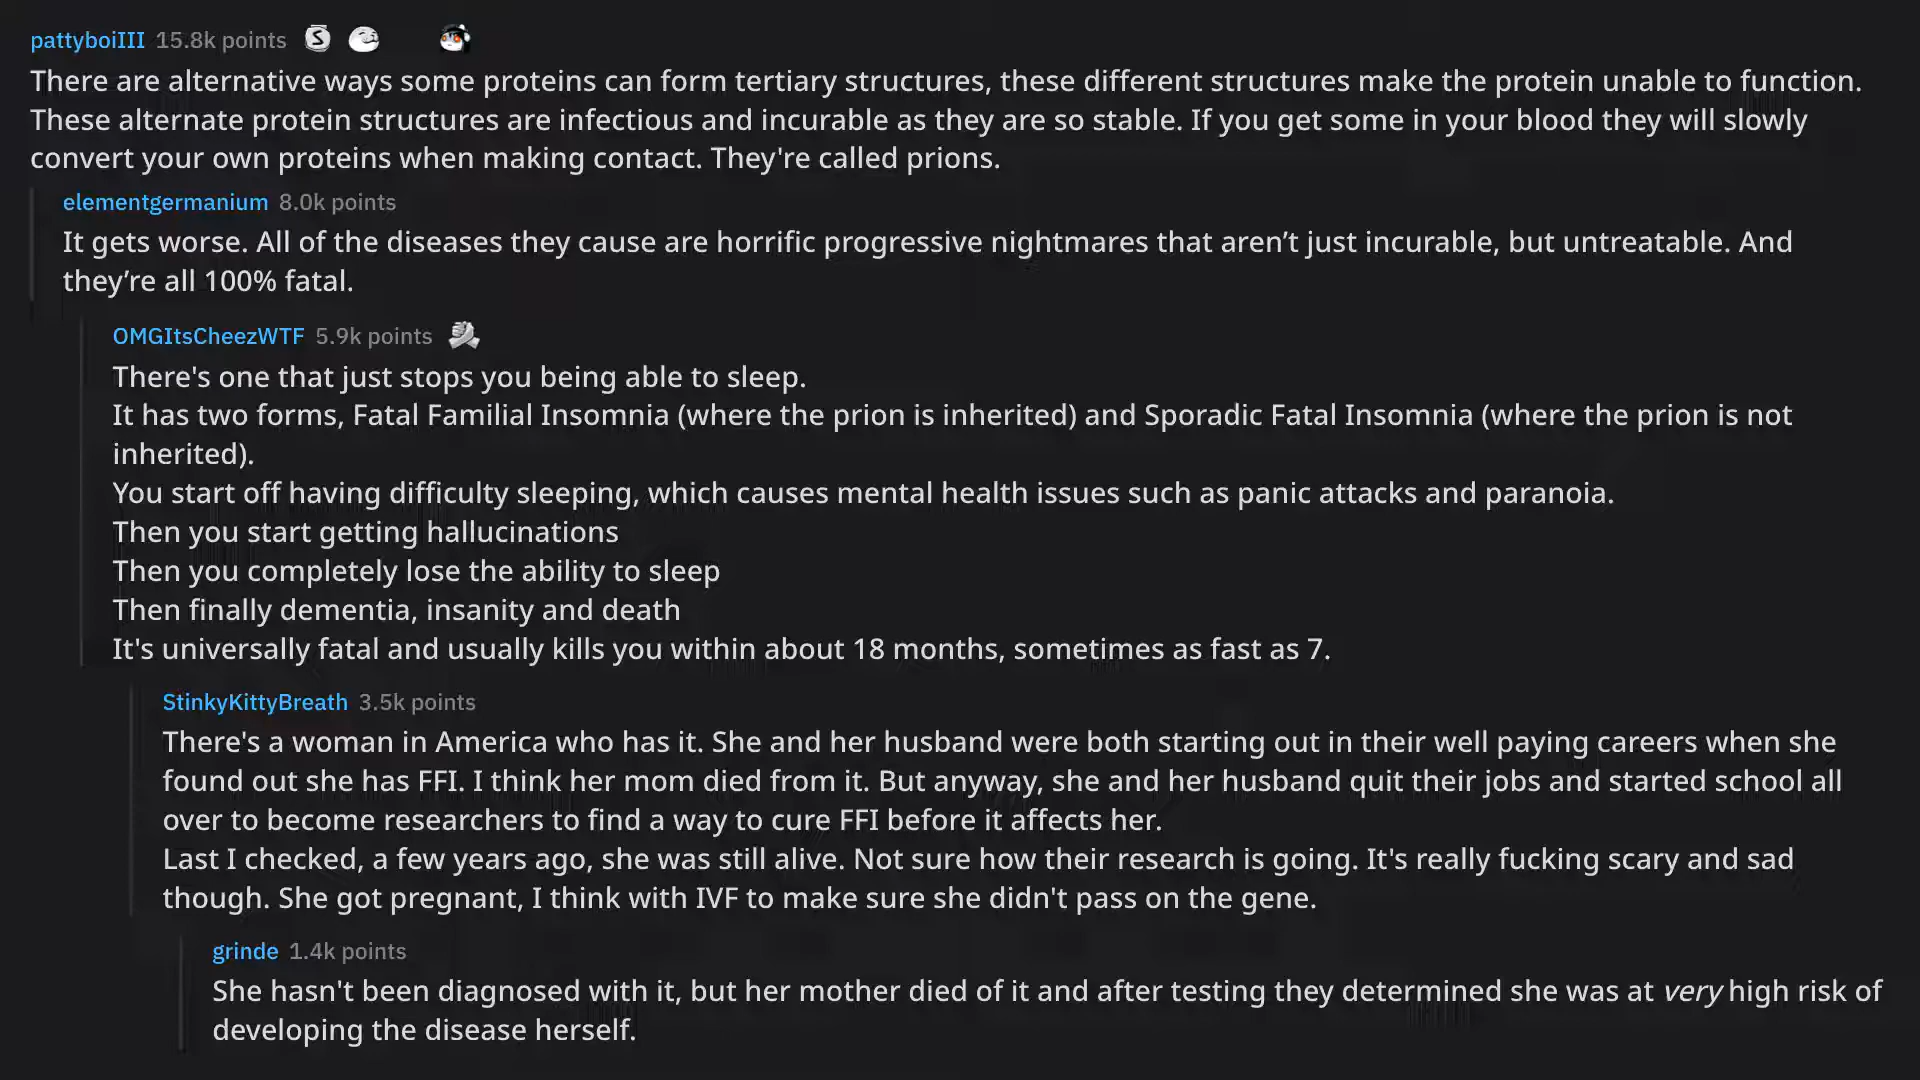 pattyboiIII 15.8k points
There are alternative ways some proteins can form tertiary structures, these different structures make the protein unable to function.
These alternate protein structures are infectious and incurable as they are so stable. If you get some in your blood they will slowly
convert your own proteins when making contact. They're called prions.
elementgermanium 8.0k points
It gets worse. All of the diseases they cause are horrific progressive nightmares that aren’t just incurable, but untreatable. And
they’re all 100% fatal.
OMGItsCheezWTF 5.9k points
There's one that just stops you being able to sleep.
It has two forms, Fatal Familial Insomnia (where the prion is inherited) and Sporadic Fatal Insomnia (where the prion is not
inherited).
You start off having difficulty sleeping, which causes mental health issues such as panic attacks and paranoia.
Then you start getting hallucinations
Then you completely lose the ability to sleep
Then finally dementia, insanity and death
It's universally fatal and usually kills you within about 18 months, sometimes as fast as 7.
StinkyKittyBreath 3.5k points
There's a woman in America who has it. She and her husband were both starting out in their well paying careers when she
found out she has FFI. I think her mom died from it. But anyway, she and her husband quit their jobs and started school all
over to become researchers to find a way to cure FFI before it affects her.
Last I checked, a few years ago, she was still alive. Not sure how their research is going. It's really fucking scary and sad
though. She got pregnant, I think with IVF to make sure she didn't pass on the gene.
grinde 1.4k points
She hasn't been diagnosed with it, but her mother died of it and after testing they determined she was at very high risk of
developing the disease herself.